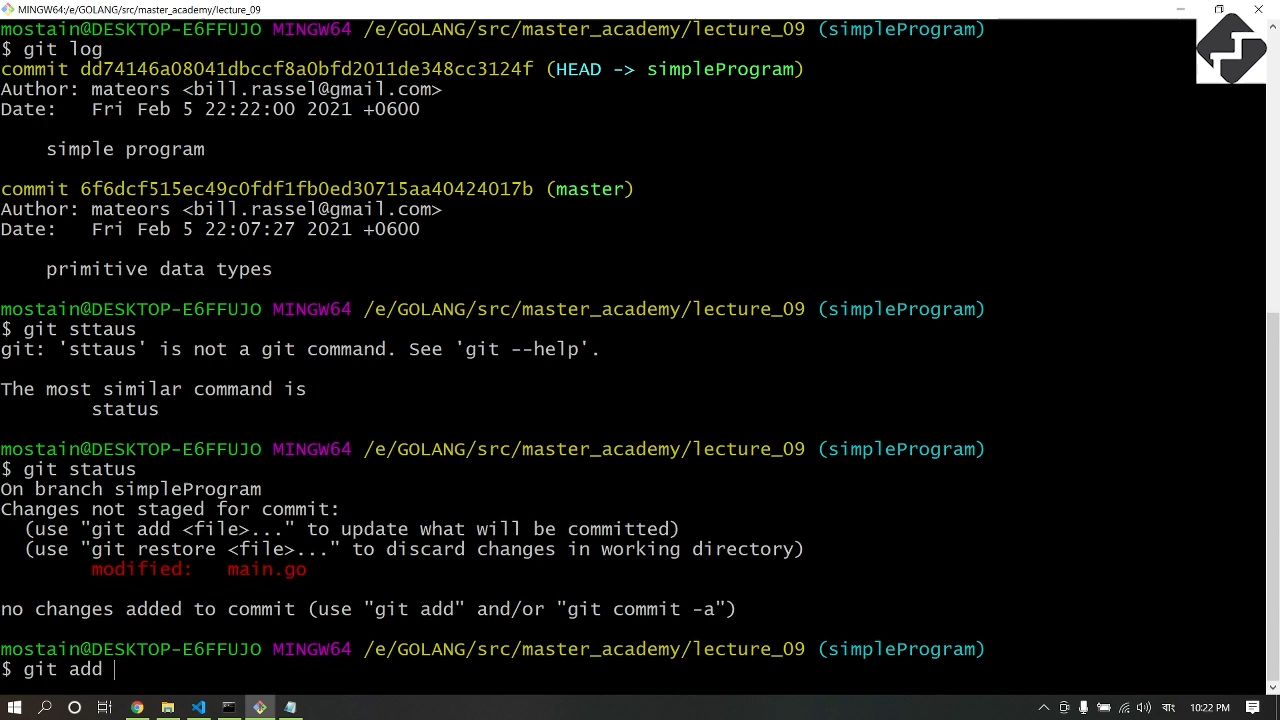 MINGW64:/e/GOLANG/src/master_academy/lecture_09
mostain@DESKTOP-E6FFUJO MINGW64 /e/GOLANG/src/master_academy/lecture_09 (simpleProgram)
$ git log
commit dd74146a08041dbccf8a0bfd2011de348cc3124f (HEAD -> simpleProgram)
Author: mateors <bill.rassel@gmail.com>
Date:   Fri Feb 5 22:22:00 2021 +0600
simple program
commit 6f6dcf515ec49c0fdf1fb0ed30715aa40424017b (master)
Author: mateors <bill.rassel@gmail.com>
Date:   Fri Feb 5 22:07:27 2021 +0600
primitive data types
mostain@DESKTOP-E6FFUJO MINGW64 /e/GOLANG/src/master_academy/lecture_09 (simpleProgram)
$ git sttaus
git: 'sttaus' is not a git command. See 'git --help'.
The most similar command is
status
mostain@DESKTOP-E6FFUJO MINGW64 /e/GOLANG/src/master_academy/lecture_09 (simpleProgram)
$ git status
On branch simpleProgram
Changes not staged for commit:
(use "git add <file>..." to update what will be committed)
(use "git restore <file>..." to discard changes in working directory)
modified:   main.go
no changes added to commit (use "git add" and/or "git commit -a")
mostain@DESKTOP-E6FFUJO MINGW64 /e/GOLANG/src/master_academy/lecture_09 (simpleProgram)
$ git add
10:22 PM